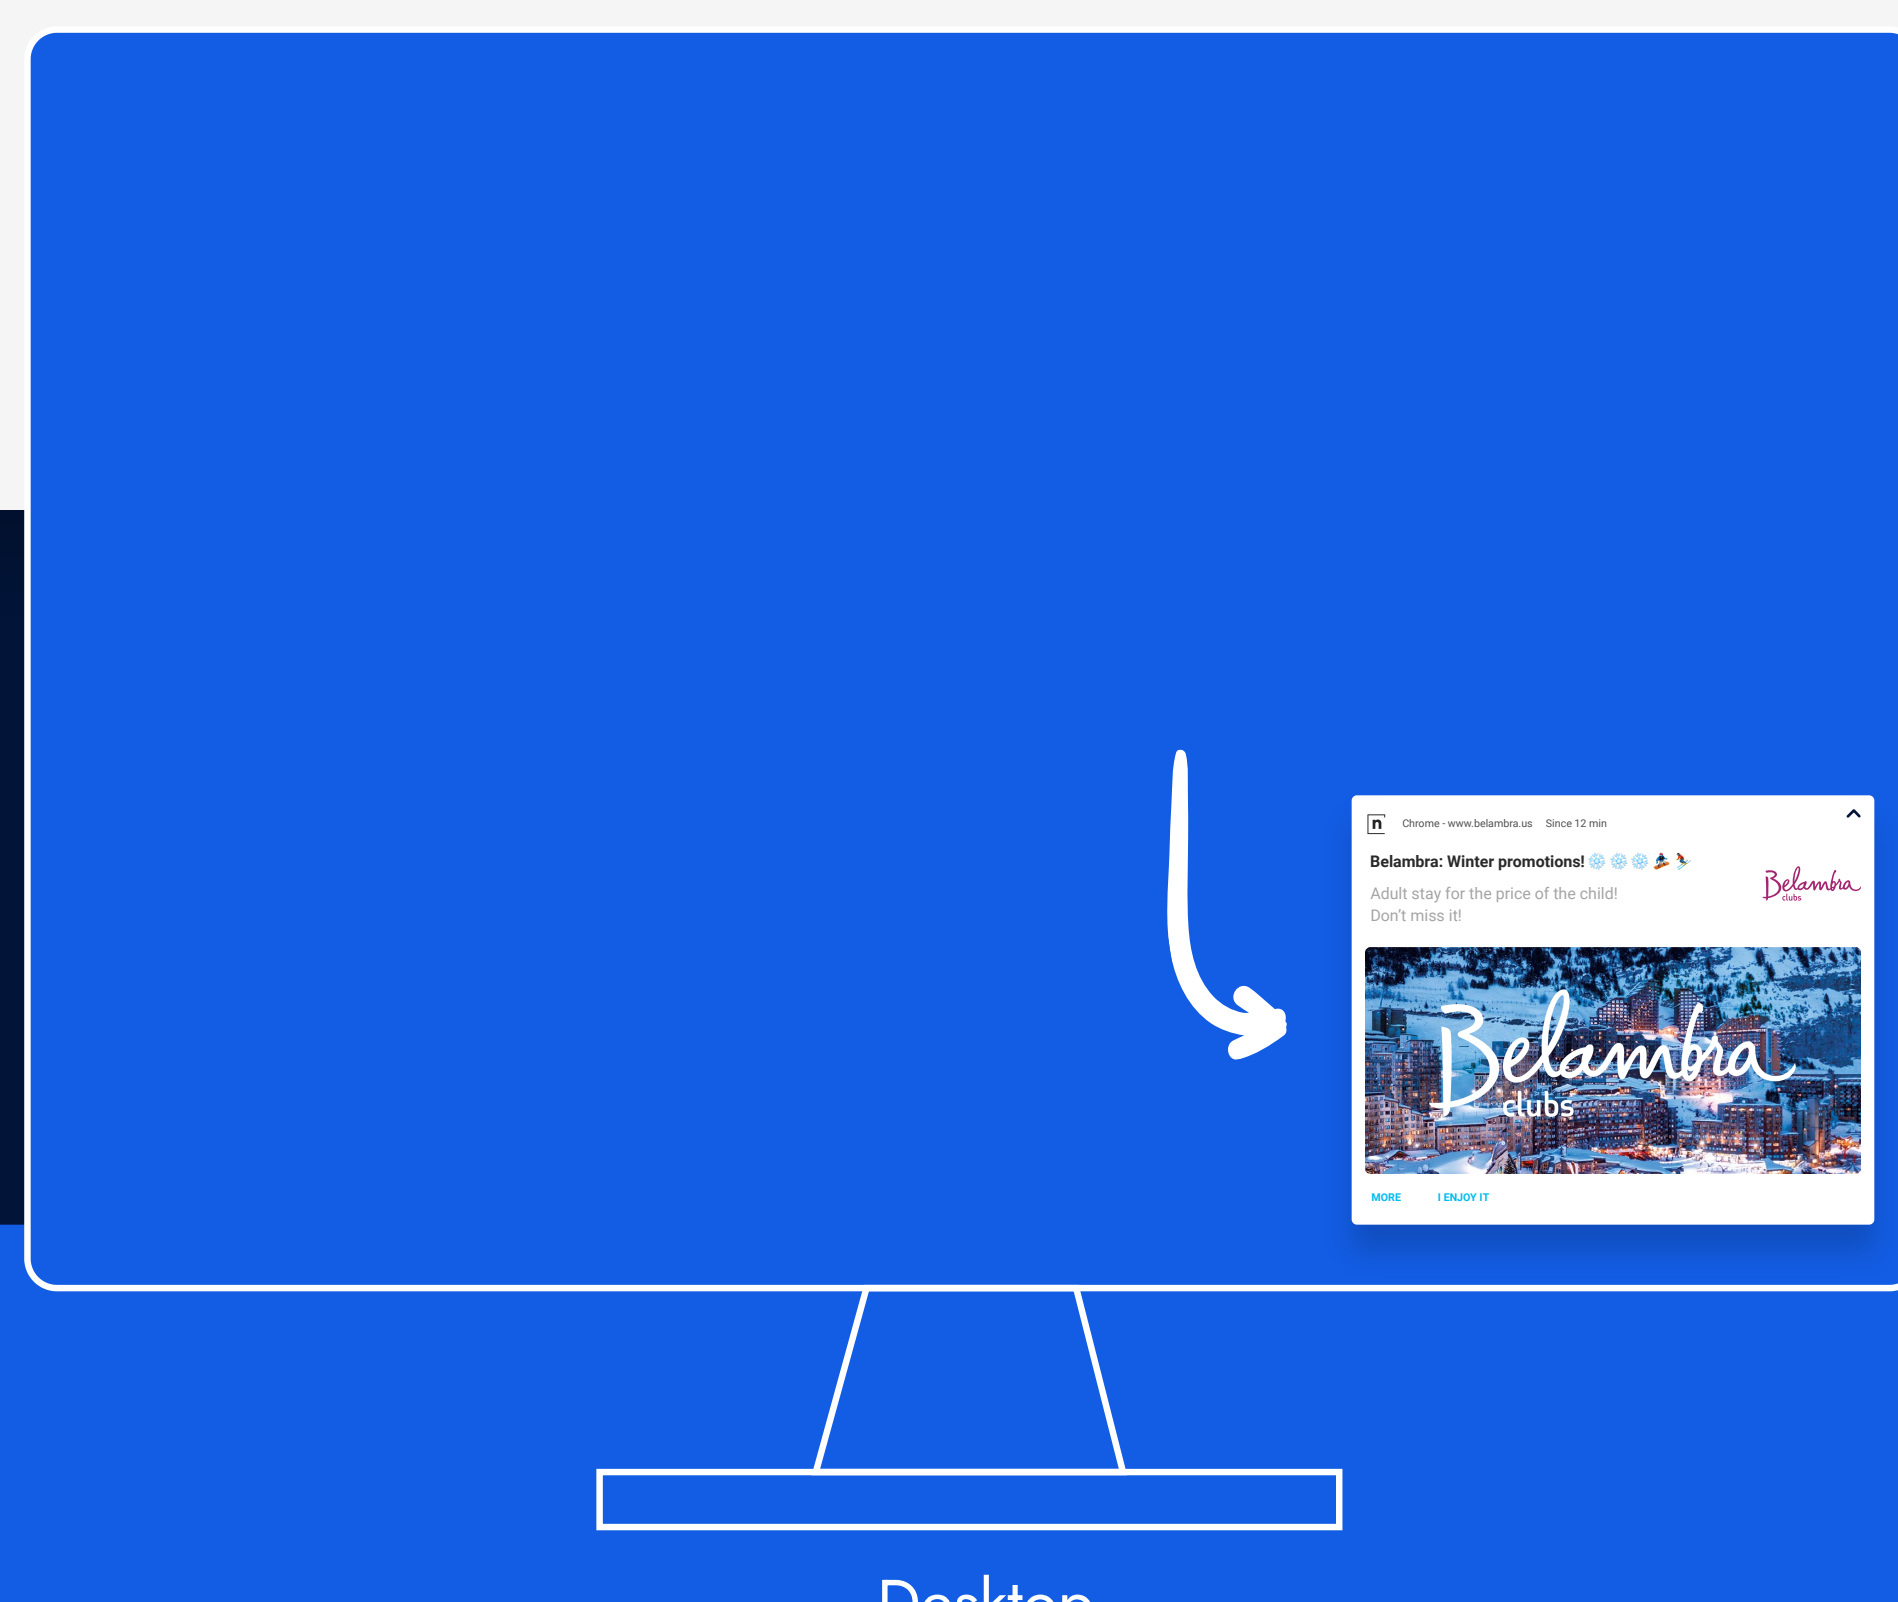 n
Chrome - www.belambra.us Since 12 min
Belambra: Winter promotions! ❄️❄️❄️🏂⛷️
Adult stay for the price of the child!
Don't miss it!
Belambra
clubs
Belambra
clubs
MORE I ENJOY IT
Desktop